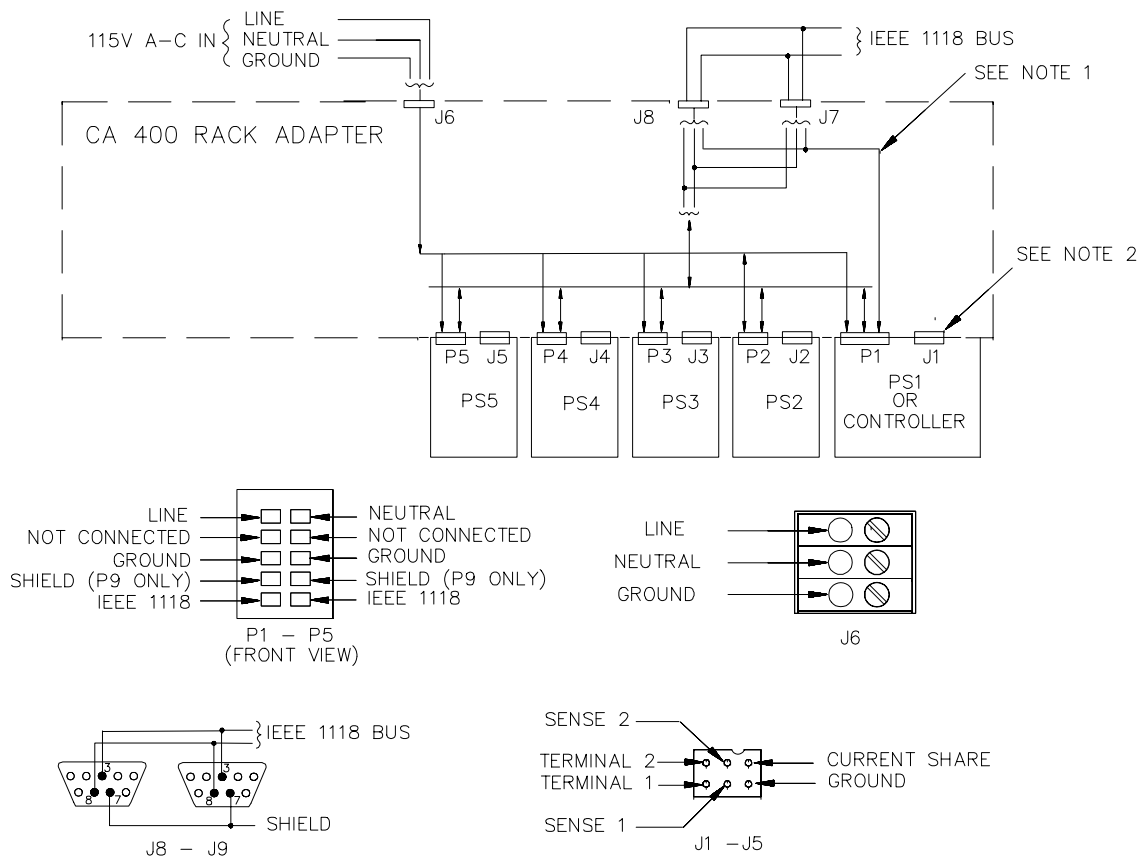 LINE
115V A-C IN
NEUTRAL
GROUND
IEEE 1118 BUS
SEE NOTE 1
J6
J8
J7
CA 400 RACK ADAPTER
SEE NOTE 2
P5 J5 P4 J4 P3 J3 P2 J2 P1 J1
PS5
PS4
PS3
PS2
PS1
OR
CONTROLLER
LINE
NEUTRAL
NOT CONNECTED
NOT CONNECTED
GROUND
GROUND
SHIELD (P9 ONLY)
SHIELD (P9 ONLY)
IEEE 1118
IEEE 1118
P1 – P5
(FRONT VIEW)
LINE
NEUTRAL
GROUND
J6
IEEE 1118 BUS
3
8
7
3
8
7
SHIELD
J8 – J9
SENSE 2
TERMINAL 2
CURRENT SHARE
TERMINAL 1
GROUND
SENSE 1
J1 –J5